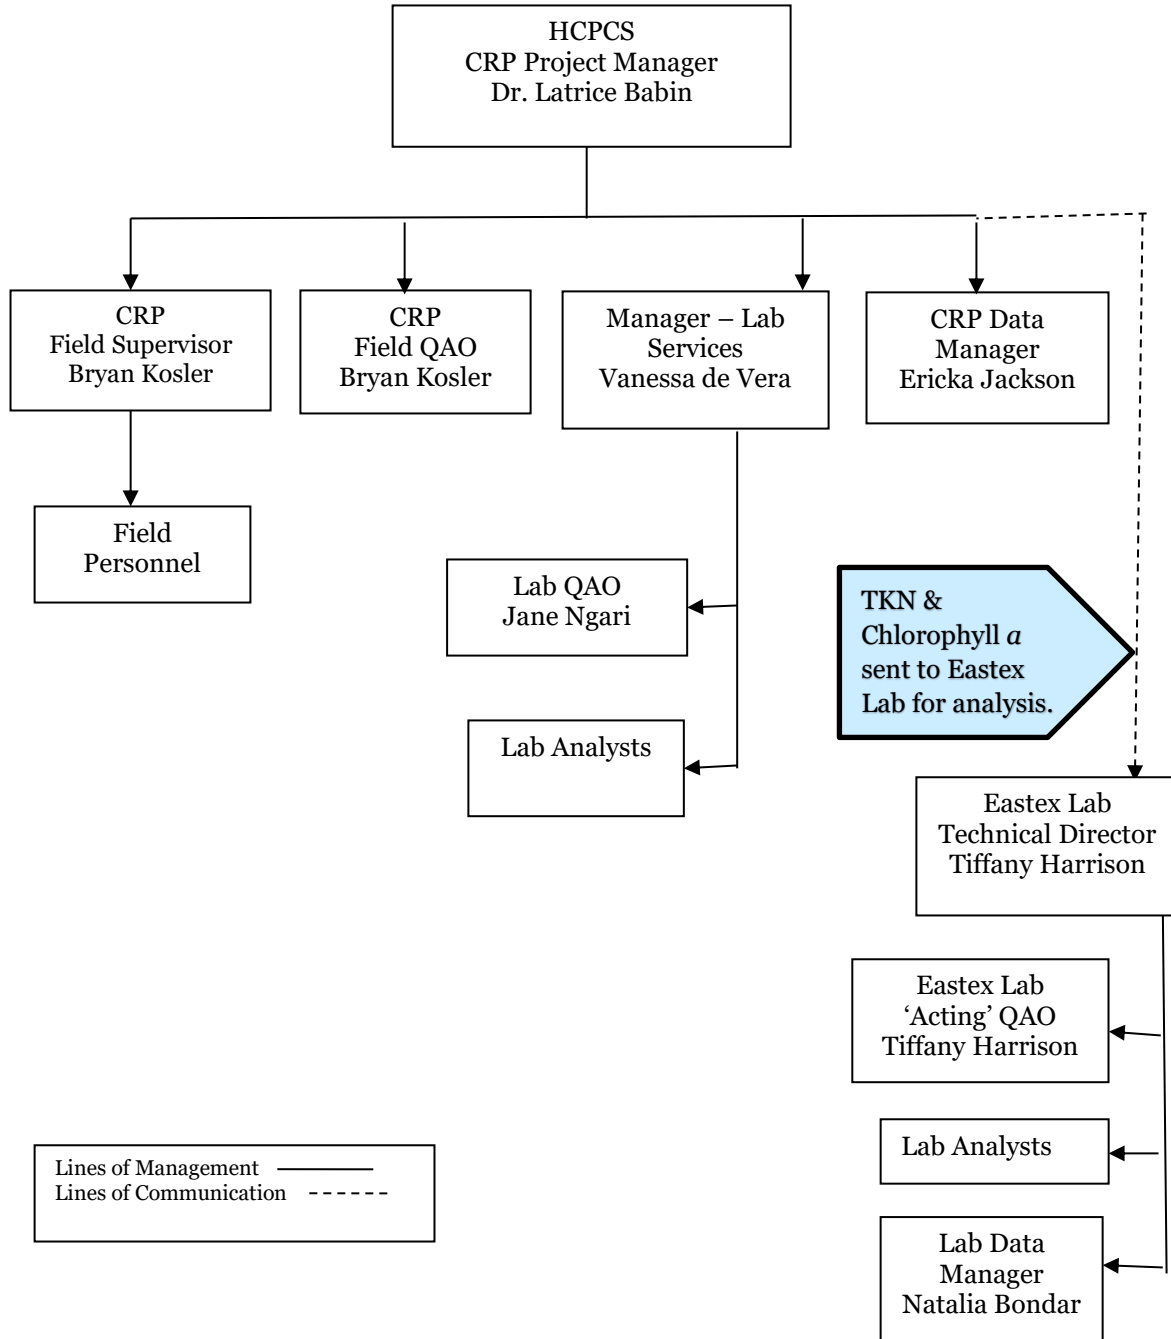 HCPCS
CRP Project Manager
Dr. Latrice Babin
CRP
Field Supervisor
Bryan Kosler
CRP
Field QAO
Bryan Kosler
Manager – Lab
Services
Vanessa de Vera
CRP Data
Manager
Ericka Jackson
Field
Personnel
Lab QAO
Jane Ngari
TKN &
Chlorophyll a
sent to Eastex
Lab for analysis.
Lab Analysts
Eastex Lab
Technical Director
Tiffany Harrison
Eastex Lab
‘Acting’ QAO
Tiffany Harrison
Lab Analysts
Lines of Management
Lines of Communication
Lab Data
Manager
Natalia Bondar